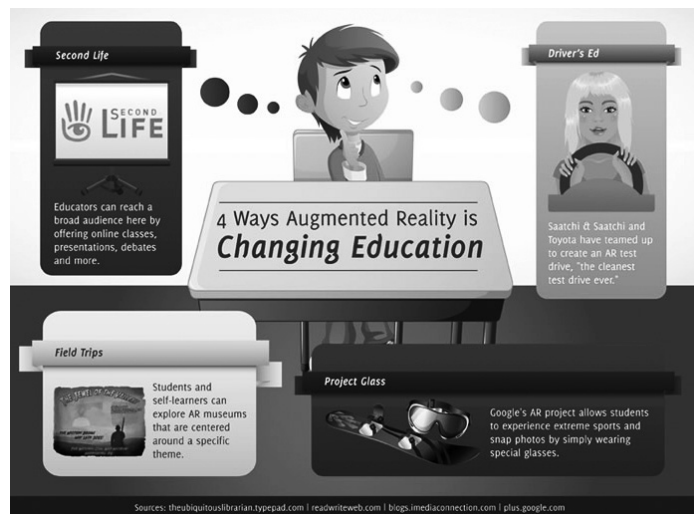 Second Life
SECOND
LIFE
Educators can reach a
broad audience here by
offering online classes,
presentations, debates
and more.
Driver's Ed
Saatchi & Saatchi and
Toyota have teamed up
to create an AR test
drive, "the cleanest
test drive ever."
4 Ways Augmented Reality is
Changing Education
Field Trips
Students and
self-learners can
explore AR museums
that are centered
around a specific
theme.
Project Glass
Google's AR project allows students
to experience extreme sports and
snap photos by simply wearing
special glasses.
Sources: theubiquitouslibrarian.typepad.com | readwriteweb.com | blogs.imediaconnection.com | plus.google.com